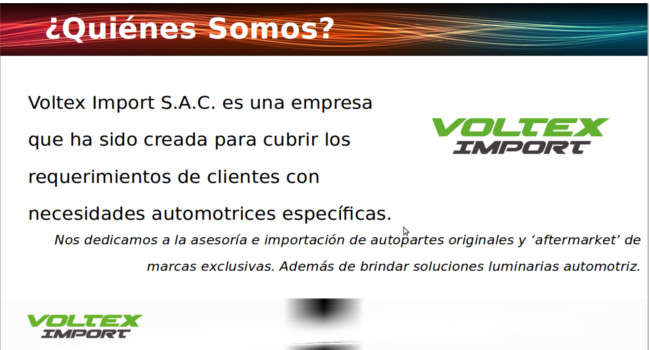 ¿Quiénes Somos?
Voltex Import S.A.C. es una empresa
que ha sido creada para cubrir los
requerimientos de clientes con
necesidades automotrices específicas.
VOLTEX
IMPORT
Nos dedicamos a la asesoría e importación de autopartes originales y ‘aftermarket’ de
marcas exclusivas. Además de brindar soluciones luminarias automotriz.
VOLTEX
IMPORT